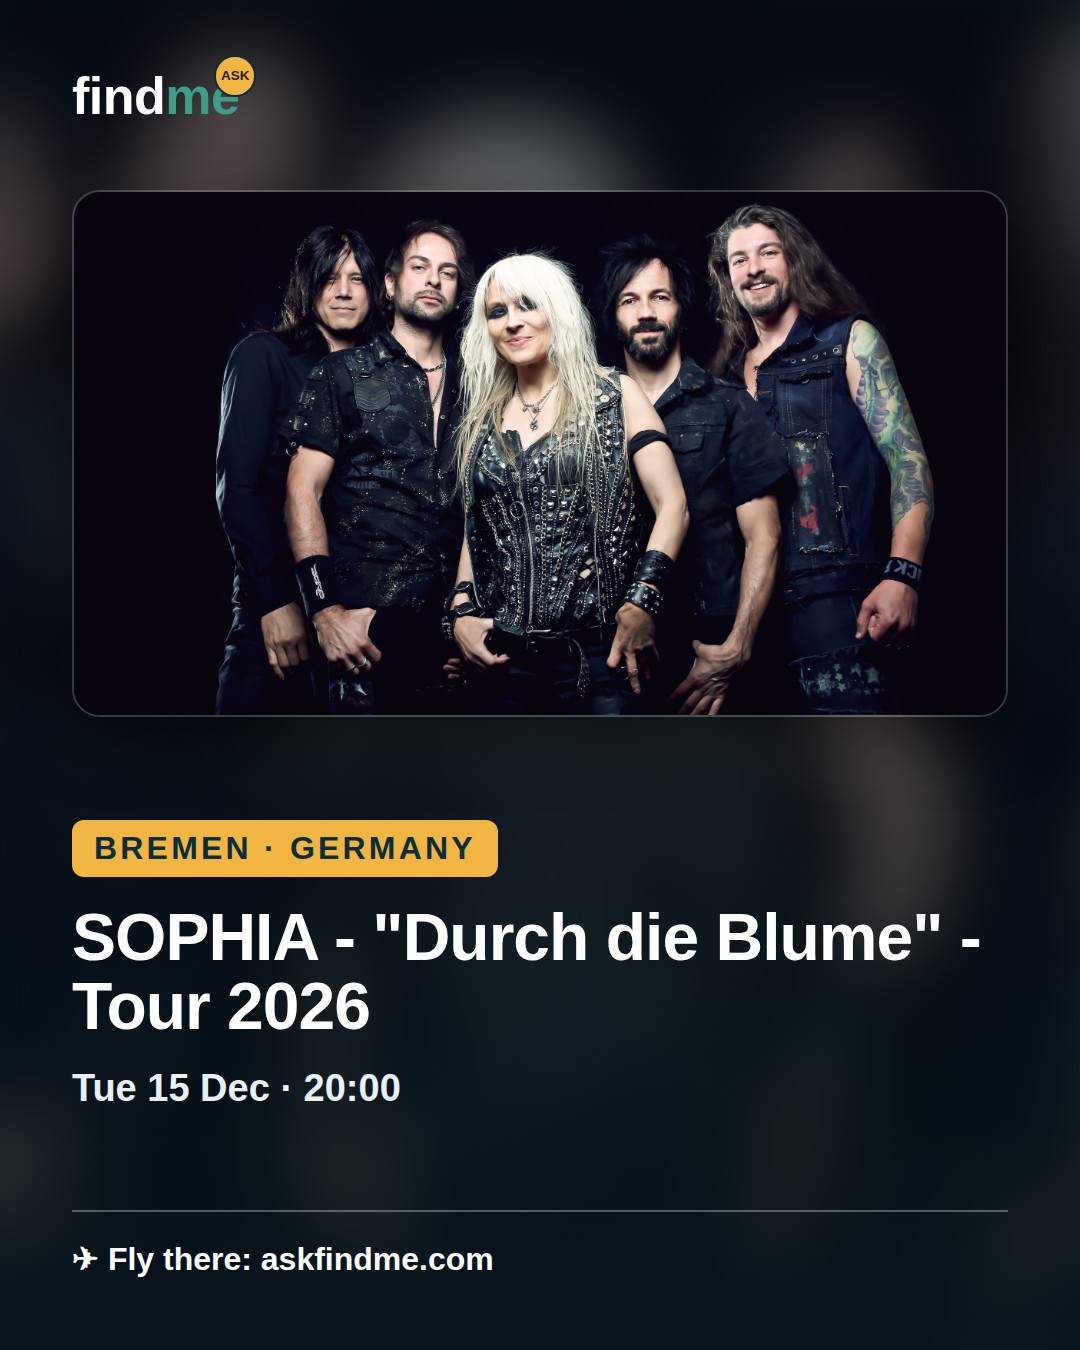 findme
ASK
BREMEN · GERMANY
SOPHIA - "Durch die Blume" -
Tour 2026
Tue 15 Dec · 20:00
✈ Fly there: askfindme.com